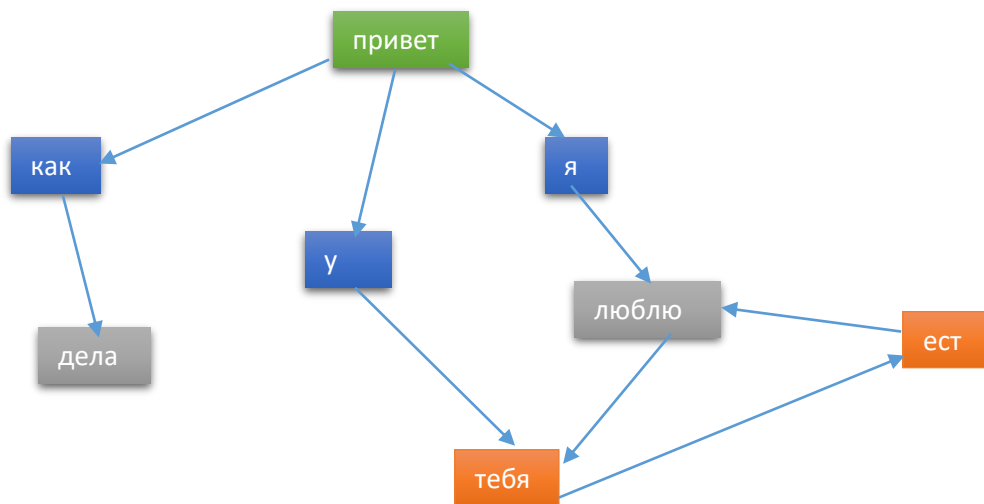 привет
как
я
у
люблю
дела
ест
тебя